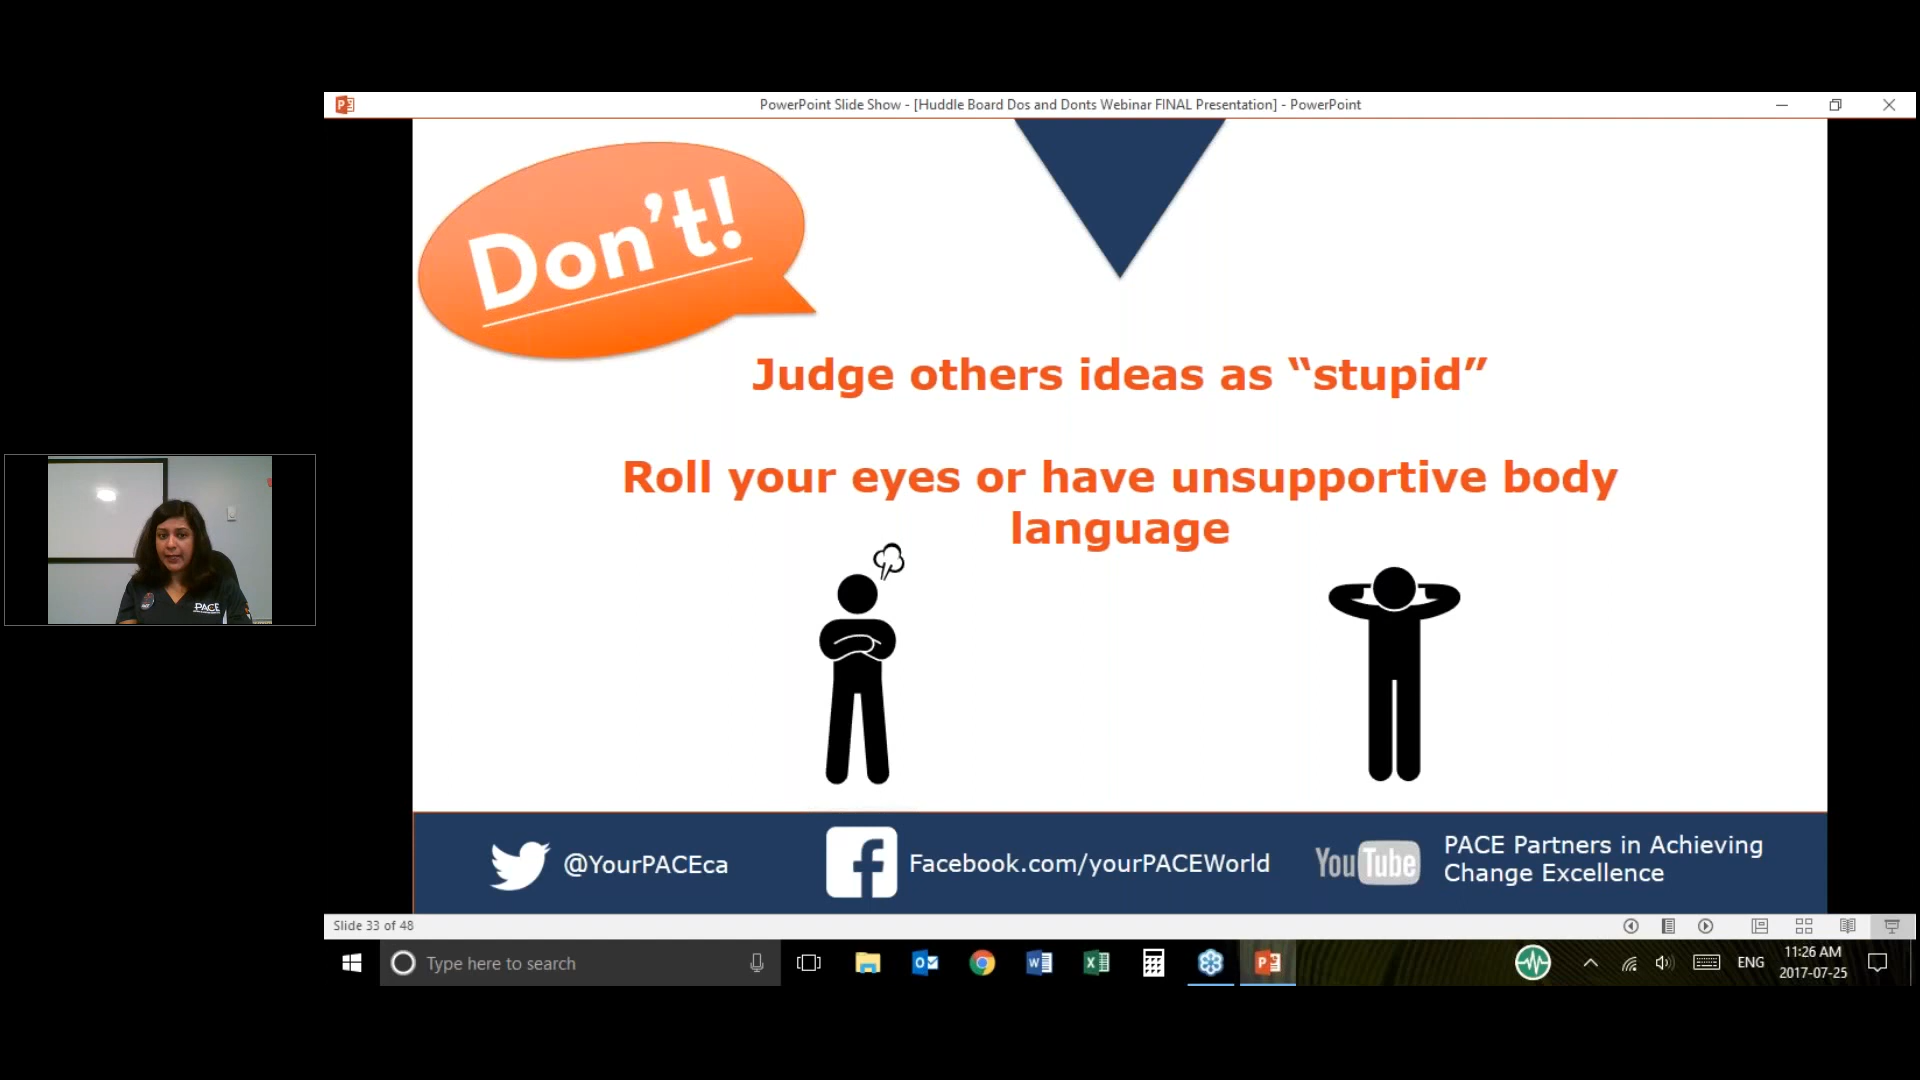 PowerPoint Slide Show - [Huddle Board Dos and Donts Webinar FINAL Presentation] - PowerPoint
Don't!
Judge others ideas as “stupid”
Roll your eyes or have unsupportive body
language
PACE
@YourPACEca
Facebook.com/yourPACEWorld
YouTube
PACE Partners in Achieving
Change Excellence
Slide 33 of 48
Type here to search
ENG
11:26 AM
2017-07-25